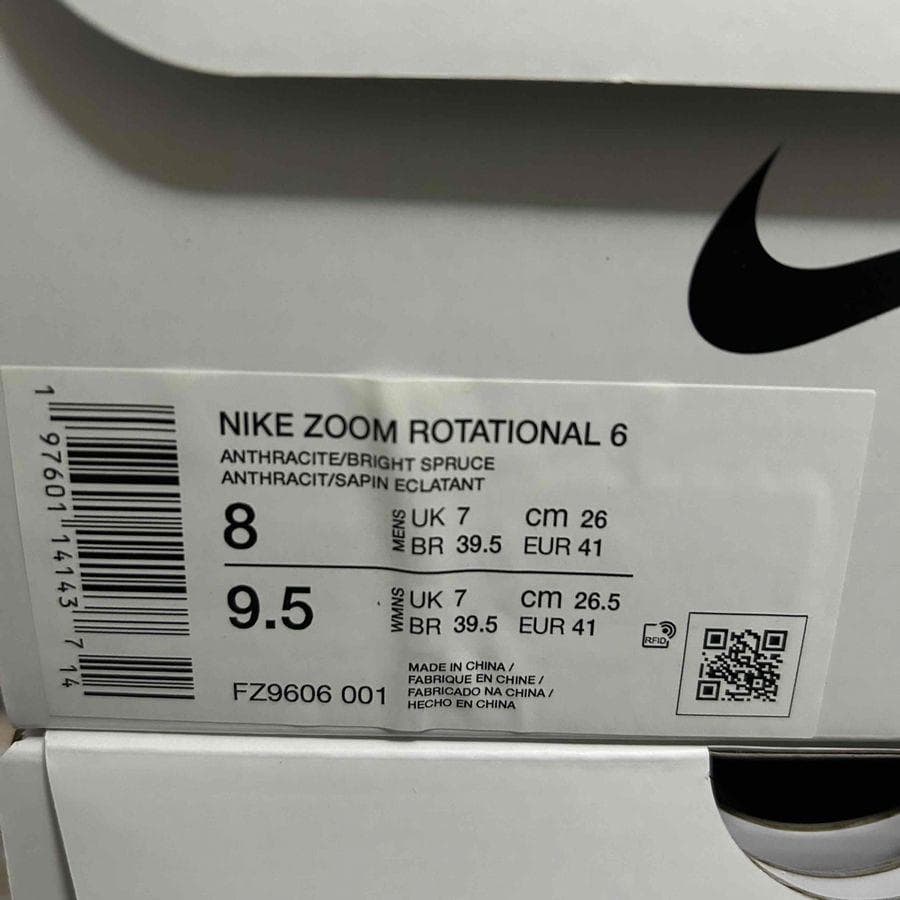 NIKE ZOOM ROTATIONAL 6
ANTHRACITE/BRIGHT SPRUCE
ANTHRACIT/SAPIN ECLATANT
8
MENS
UK 7 cm 26
BR 39.5 EUR 41
9.5
WMNS
UK 7 cm 26.5
BR 39.5 EUR 41
RFID
FZ9606 001
MADE IN CHINA /
FABRIQUE EN CHINE /
FABRICADO NA CHINA /
HECHO EN CHINA
1 97601 14143 7 14